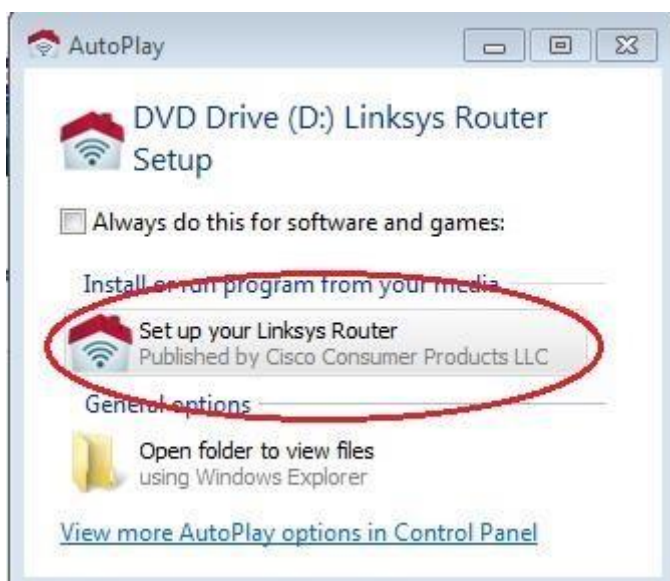 AutoPlay
DVD Drive (D:) Linksys Router
Setup
Always do this for software and games:
Install or run program from your media
Set up your Linksys Router
Published by Cisco Consumer Products LLC
General options
Open folder to view files
using Windows Explorer
View more AutoPlay options in Control Panel